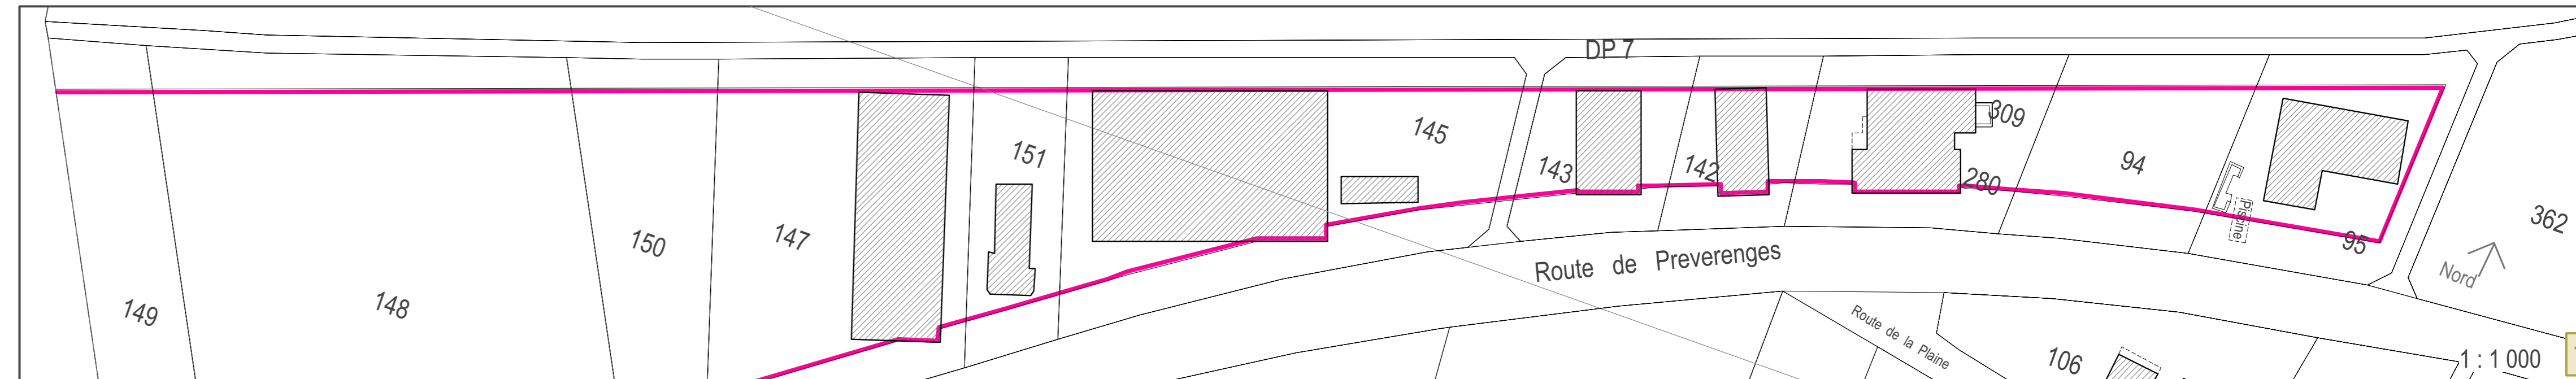 DP 7
309
145
151
94
143
142
280
362
Piscine
147
150
95
Route de Preverenges
Nord
148
149
Route de la Plaine
106
1 : 1 000